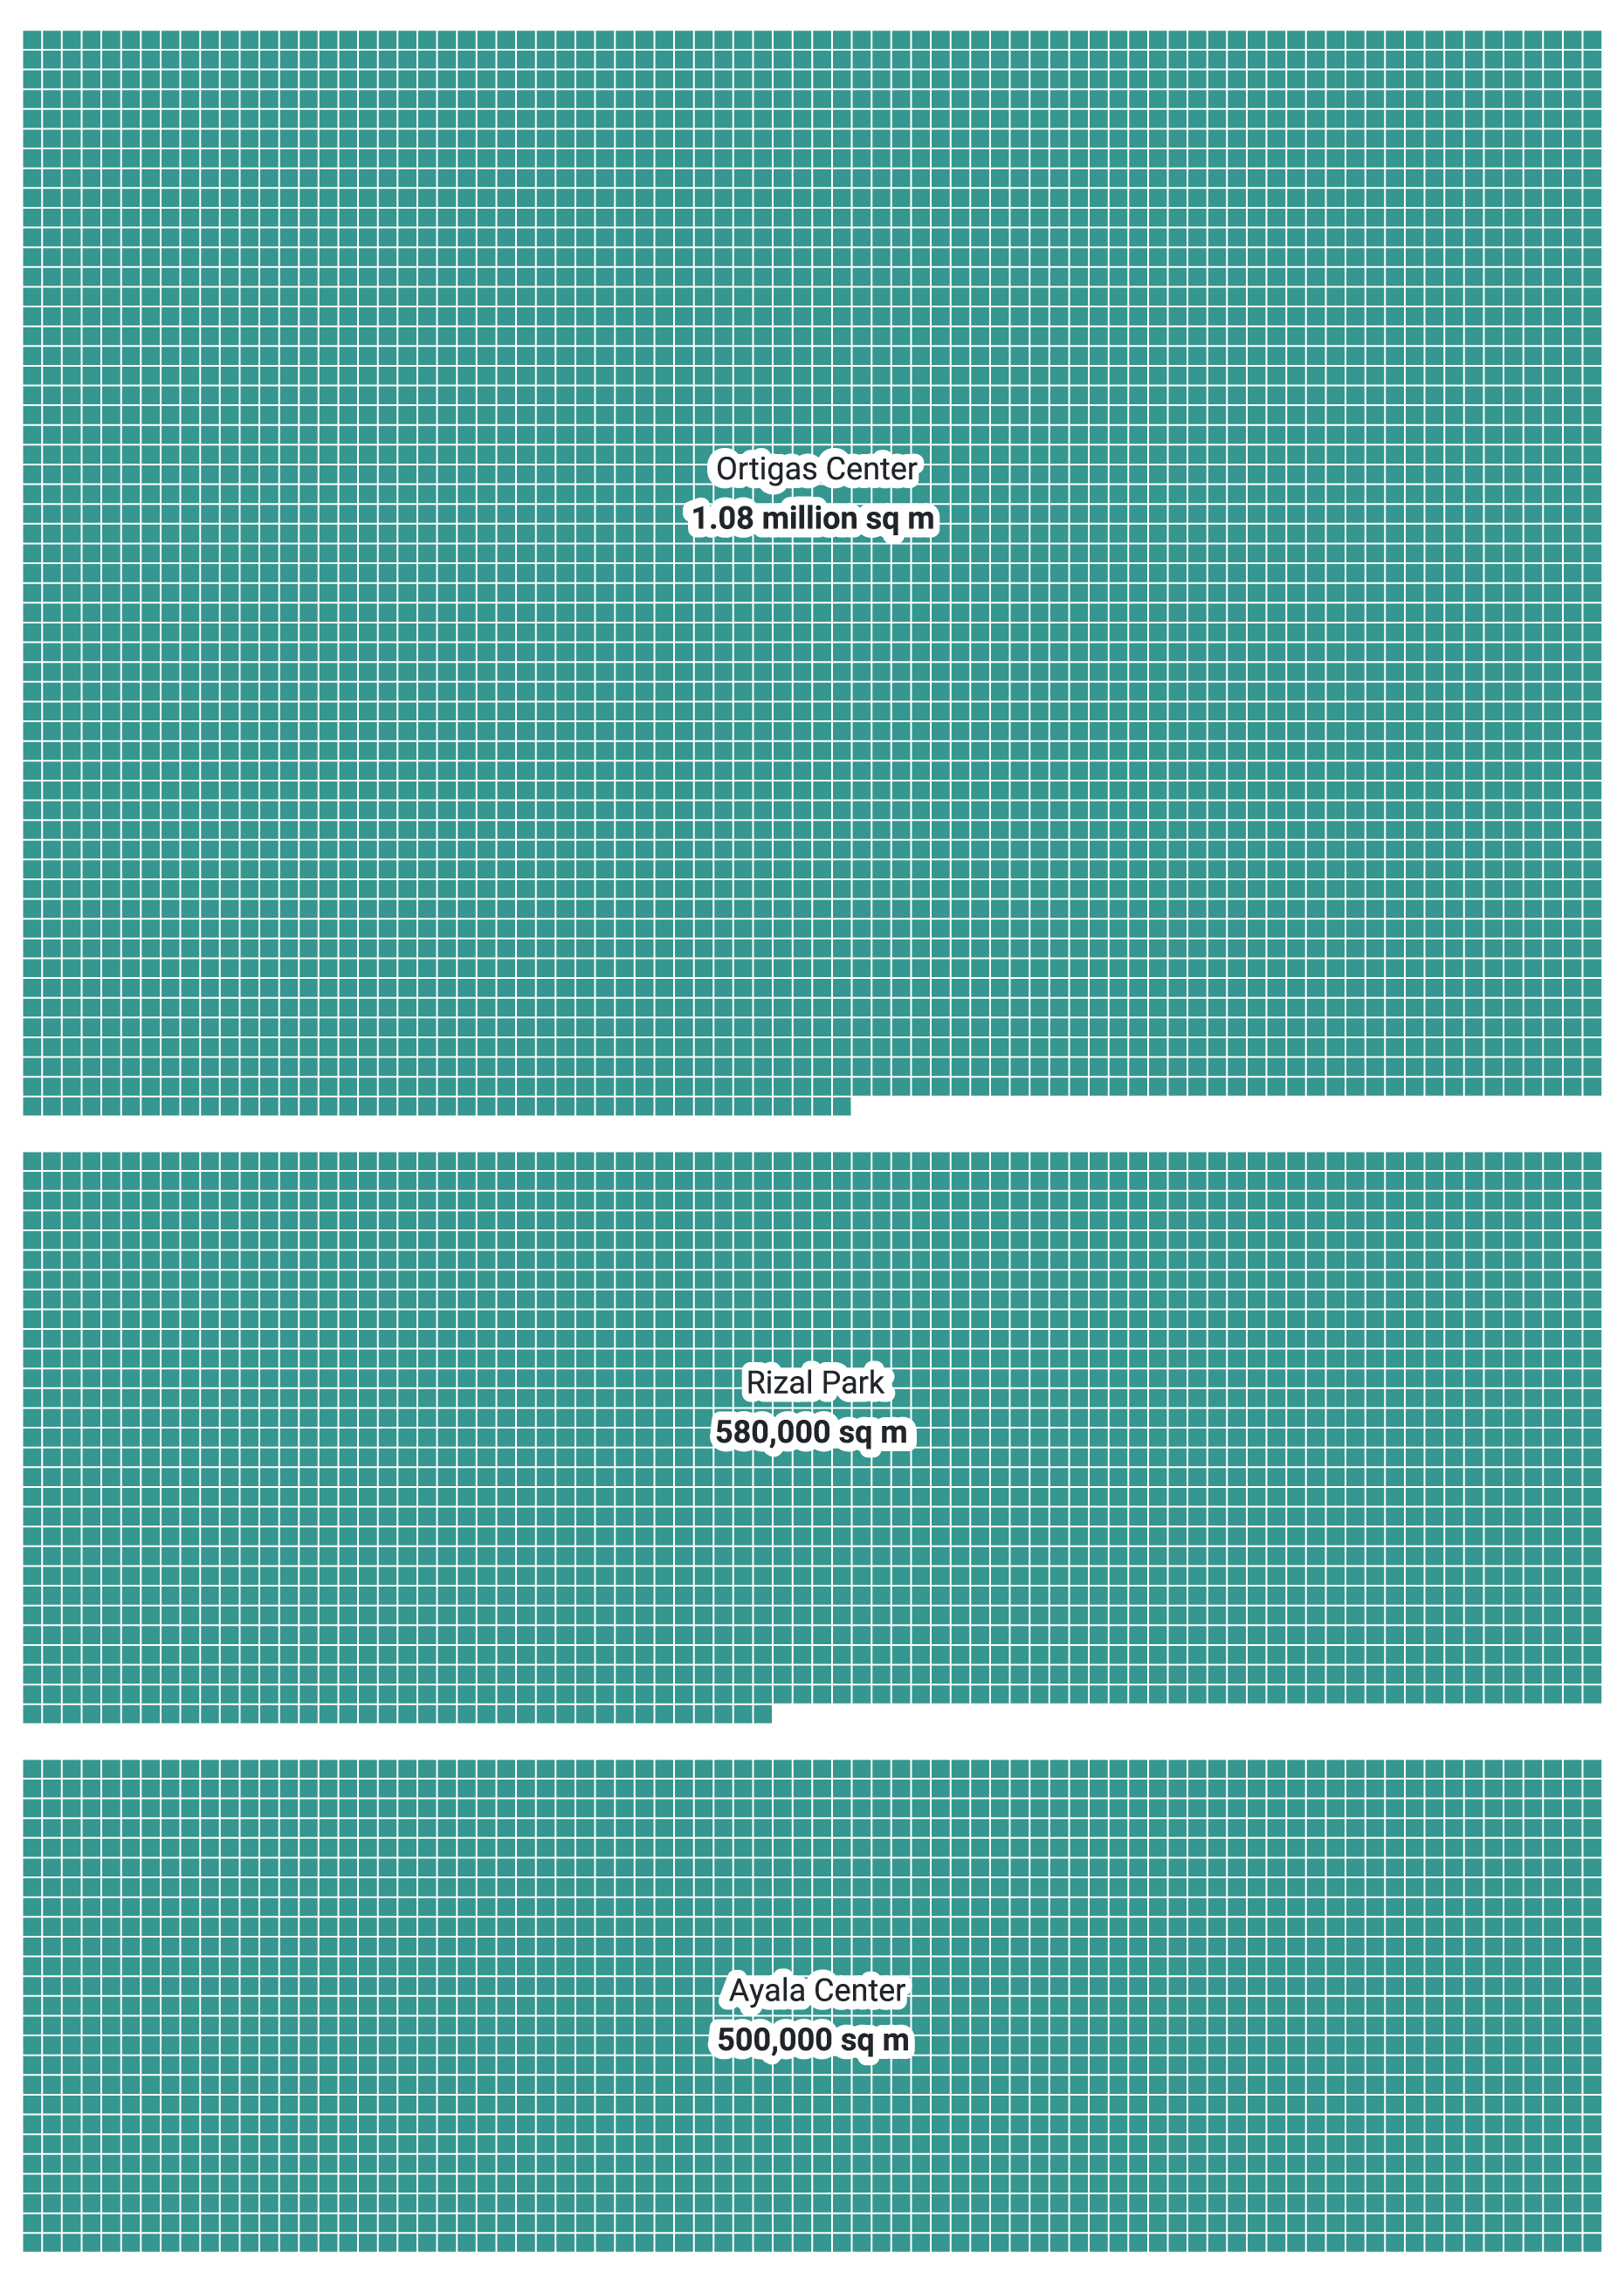 Ortigas Center
1.08 million sq m
Rizal Park
580,000 sq m
Ayala Center
500,000 sq m